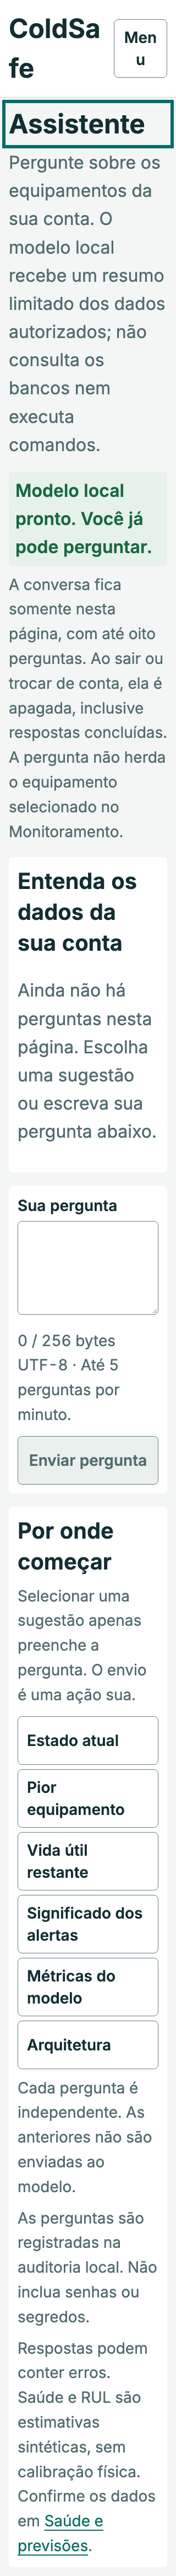 ColdSa
fe
Men
u
Assistente
Pergunte sobre os
equipamentos da
sua conta. O
modelo local
recebe um resumo
limitado dos dados
autorizados; não
consulta os
bancos nem
executa
comandos.
Modelo local
pronto. Você já
pode perguntar.
A conversa fica
somente nesta
página, com até oito
perguntas. Ao sair ou
trocar de conta, ela é
apagada, inclusive
respostas concluídas.
A pergunta não herda
o equipamento
selecionado no
Monitoramento.
Entenda os
dados da
sua conta
Ainda não há
perguntas nesta
página. Escolha
uma sugestão
ou escreva sua
pergunta abaixo.
Sua pergunta
0 / 256 bytes
UTF-8 · Até 5
perguntas por
minuto.
Enviar pergunta
Por onde
começar
Selecionar uma
sugestão apenas
preenche a
pergunta. O envio
é uma ação sua.
Estado atual
Pior
equipamento
Vida útil
restante
Significado dos
alertas
Métricas do
modelo
Arquitetura
Cada pergunta é
independente. As
anteriores não são
enviadas ao
modelo.
As perguntas são
registradas na
auditoria local. Não
inclua senhas ou
segredos.
Respostas podem
conter erros.
Saúde e RUL são
estimativas
sintéticas, sem
calibração física.
Confirme os dados
em Saúde e
previsões.